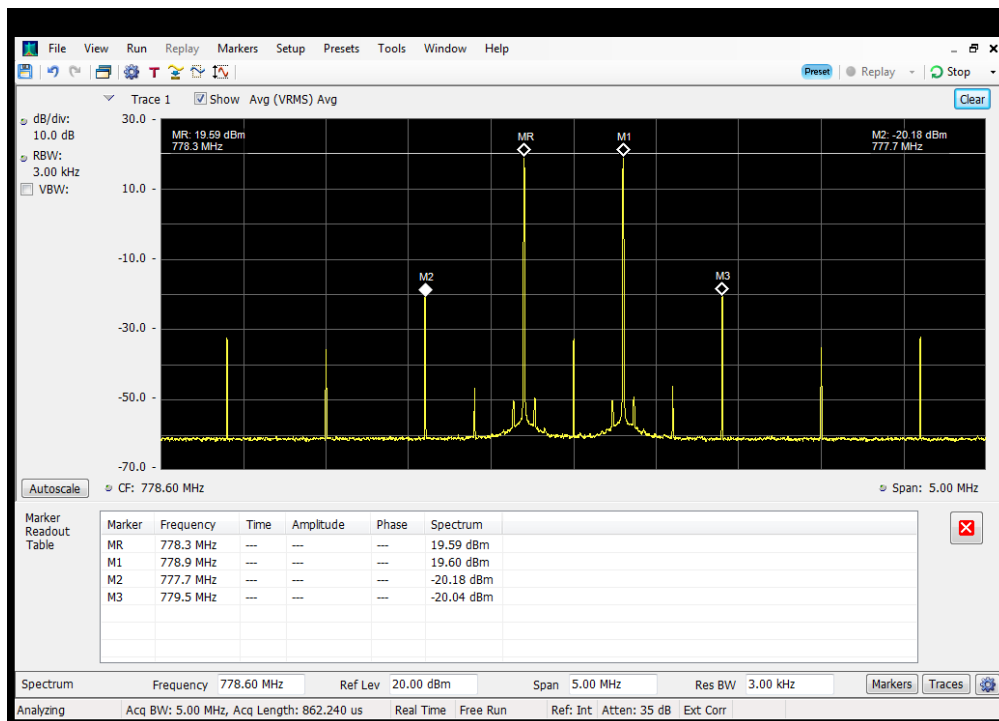 File View Run Replay Markers Setup Presets Tools Window Help
T Preset Replay Stop
Trace 1 Show Avg (VRMS) Avg Clear
dB/div:
10.0 dB
RBW:
3.00 kHz
VBW:
30.0 -
10.0 -
-10.0 -
-30.0 -
-50.0 -
-70.0 -
MR: 19.59 dBm
778.3 MHz
MR
M1
M2: -20.18 dBm
777.7 MHz
M2
M3
Autoscale CF: 778.60 MHz Span: 5.00 MHz
Marker
Readout
Table
Marker Frequency Time Amplitude Phase Spectrum
MR 778.3 MHz --- --- --- 19.59 dBm
M1 778.9 MHz --- --- --- 19.60 dBm
M2 777.7 MHz --- --- --- -20.18 dBm
M3 779.5 MHz --- --- --- -20.04 dBm
Spectrum Frequency 778.60 MHz Ref Lev 20.00 dBm Span 5.00 MHz Res BW 3.00 kHz Markers Traces
Analyzing Acq BW: 5.00 MHz, Acq Length: 862.240 us Real Time Free Run Ref: Int Atten: 35 dB Ext Corr